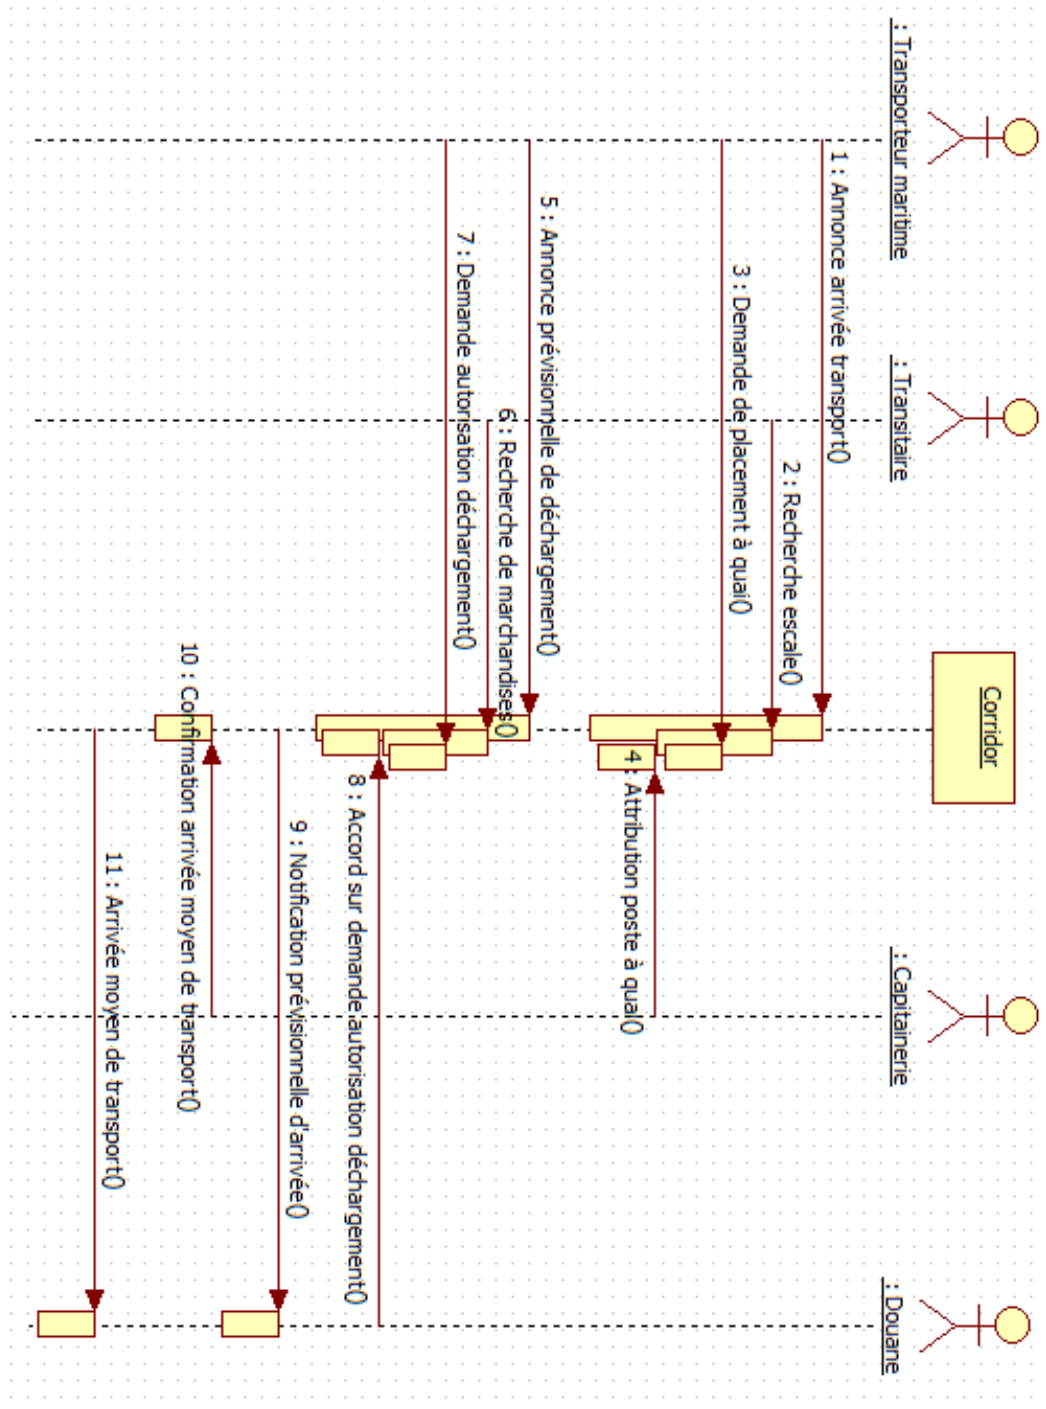 : Transporteur maritime
: Transitaire
Corridor
: Capitainerie
: Douane
1 : Annonce arrivée transport()
2 : Recherche escale()
3 : Demande de placement à quai()
4 : Attribution poste à quai()
5 : Annonce prévisionnelle de déchargement()
6 : Recherche de marchandises()
7 : Demande autorisation déchargement()
8 : Accord sur demande autorisation déchargement()
9 : Notification prévisionnelle d'arrivée()
10 : Confirmation arrivée moyen de transport()
11 : Arrivée moyen de transport()